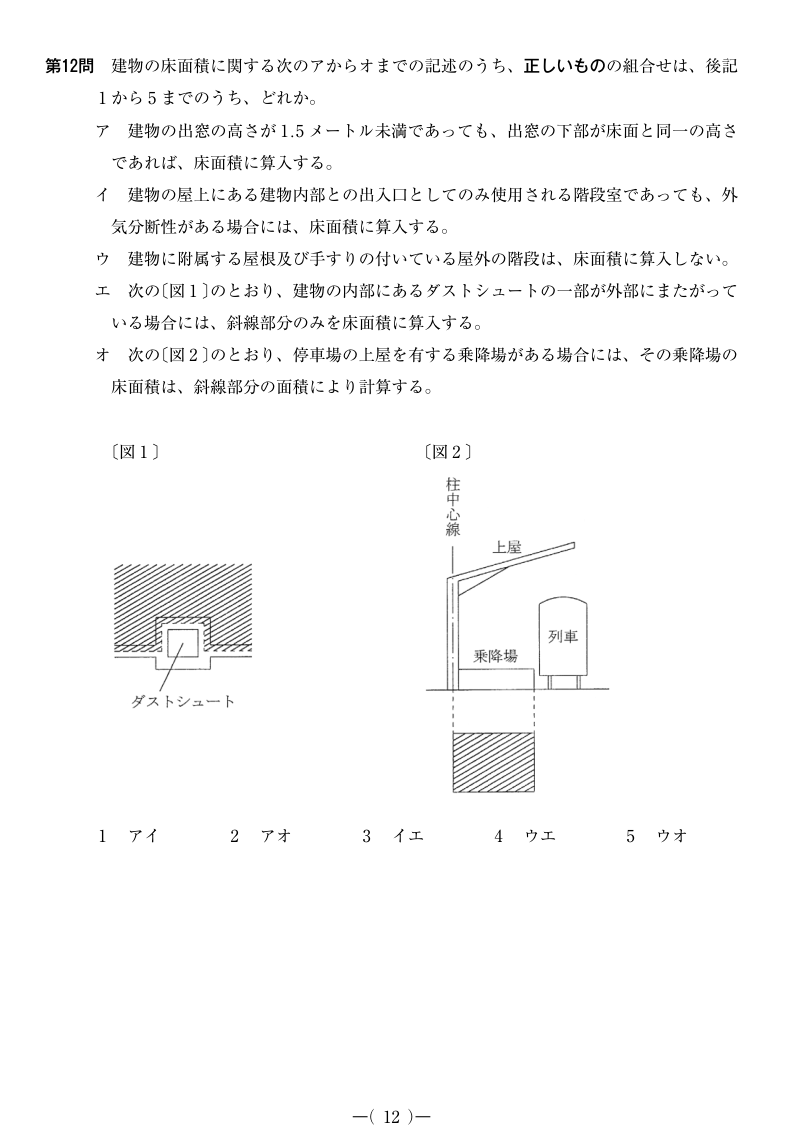 第12問　建物の床面積に関する次のアからオまでの記述のうち、正しいものの組合せは、後記
1から5までのうち、どれか。
ア　建物の出窓の高さが1.5メートル未満であっても、出窓の下部が床面と同一の高さ
であれば、床面積に算入する。
イ　建物の屋上にある建物内部との出入口としてのみ使用される階段室であっても、外
気分断性がある場合には、床面積に算入する。
ウ　建物に附属する屋根及び手すりの付いている屋外の階段は、床面積に算入しない。
エ　次の〔図1〕のとおり、建物の内部にあるダストシュートの一部が外部にまたがって
いる場合には、斜線部分のみを床面積に算入する。
オ　次の〔図2〕のとおり、停車場の上屋を有する乗降場がある場合には、その乗降場の
床面積は、斜線部分の面積により計算する。
〔図1〕
〔図2〕
柱中心線
上屋
列車
乗降場
ダストシュート
1　アイ　2　アオ　3　イエ　4　ウエ　5　ウオ
―( 12 )―